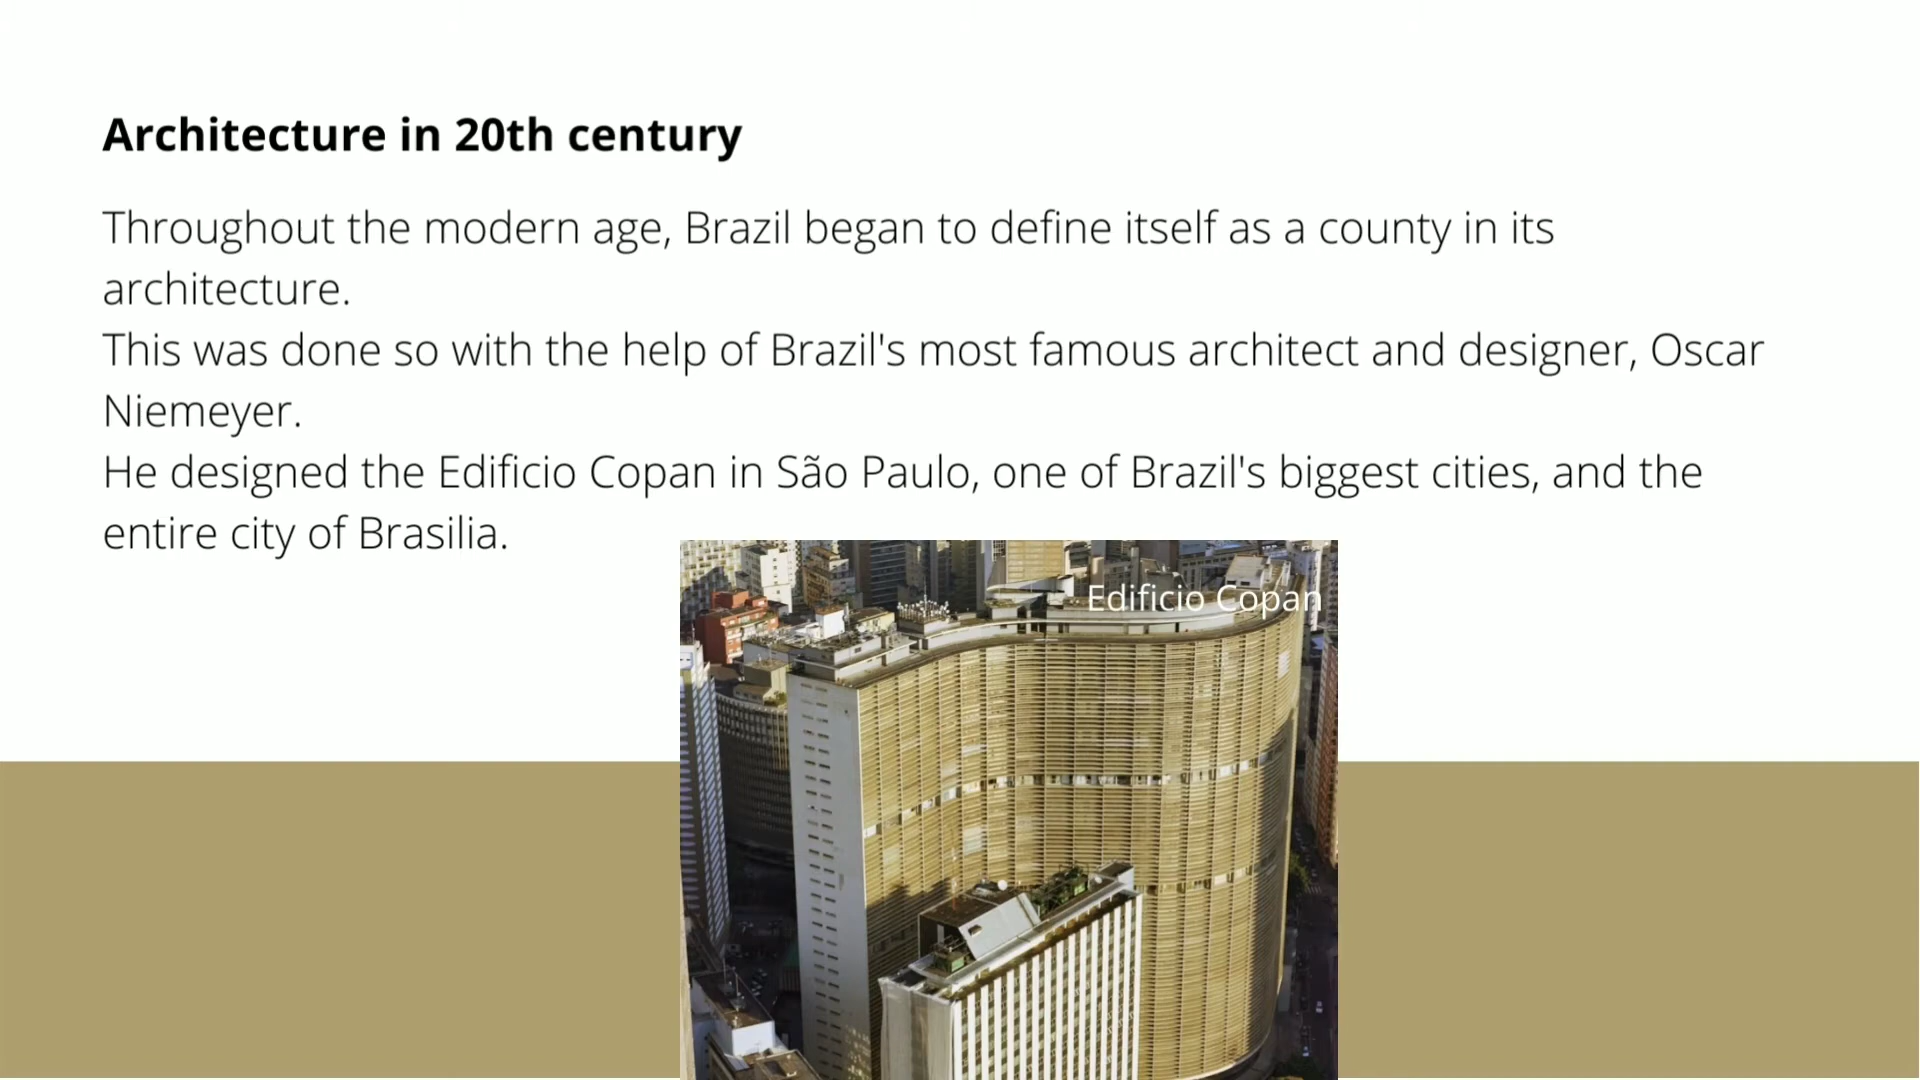 Architecture in 20th century
Throughout the modern age, Brazil began to define itself as a county in its
architecture.
This was done so with the help of Brazil's most famous architect and designer, Oscar
Niemeyer.
He designed the Edificio Copan in São Paulo, one of Brazil's biggest cities, and the
entire city of Brasilia.
Edificio Copan